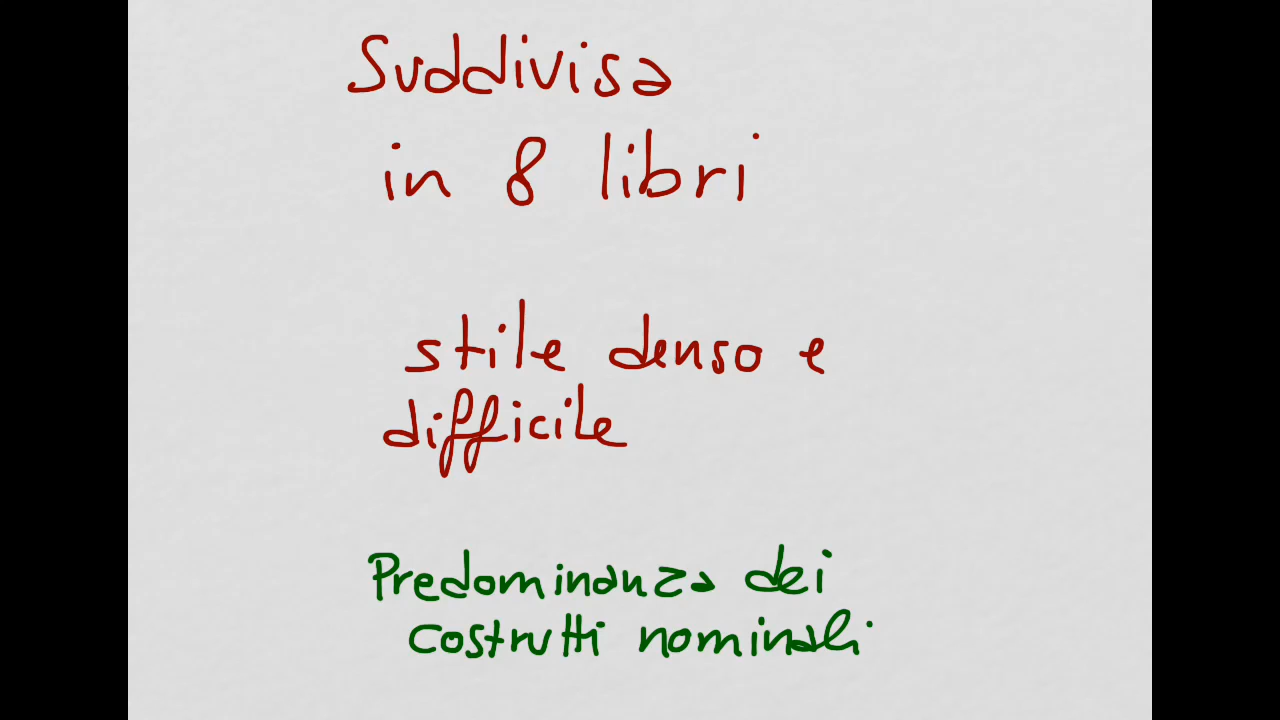 Suddivisa
in 8 libri
stile denso e
difficile
Predominanza dei
costrutti nominali